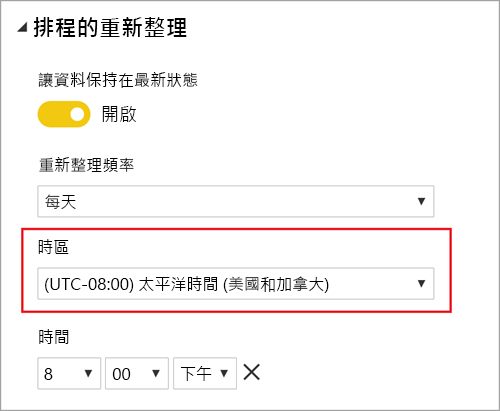 排程的重新整理
讓資料保持在最新狀態
開啟
重新整理頻率
每天
時區
(UTC-08:00) 太平洋時間 (美國和加拿大)
時間
8 00 下午